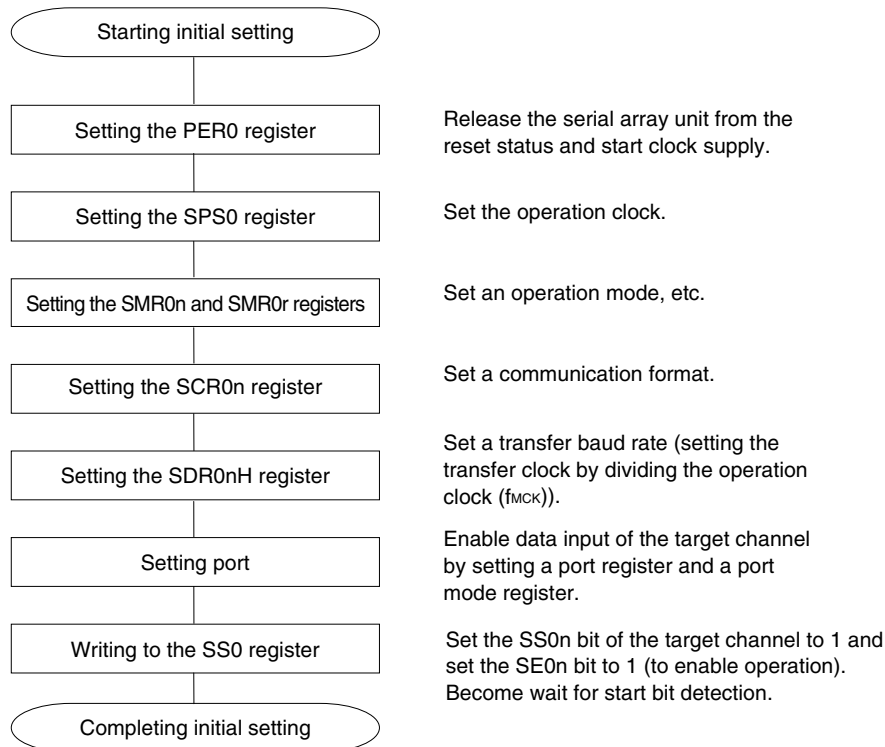 Starting initial setting
Setting the PER0 register
Release the serial array unit from the
reset status and start clock supply.
Setting the SPS0 register
Set the operation clock.
Setting the SMR0n and SMR0r registers
Set an operation mode, etc.
Setting the SCR0n register
Set a communication format.
Setting the SDR0nH register
Set a transfer baud rate (setting the
transfer clock by dividing the operation
clock (fMCK)).
Setting port
Enable data input of the target channel
by setting a port register and a port
mode register.
Writing to the SS0 register
Set the SS0n bit of the target channel to 1 and
set the SE0n bit to 1 (to enable operation).
Become wait for start bit detection.
Completing initial setting